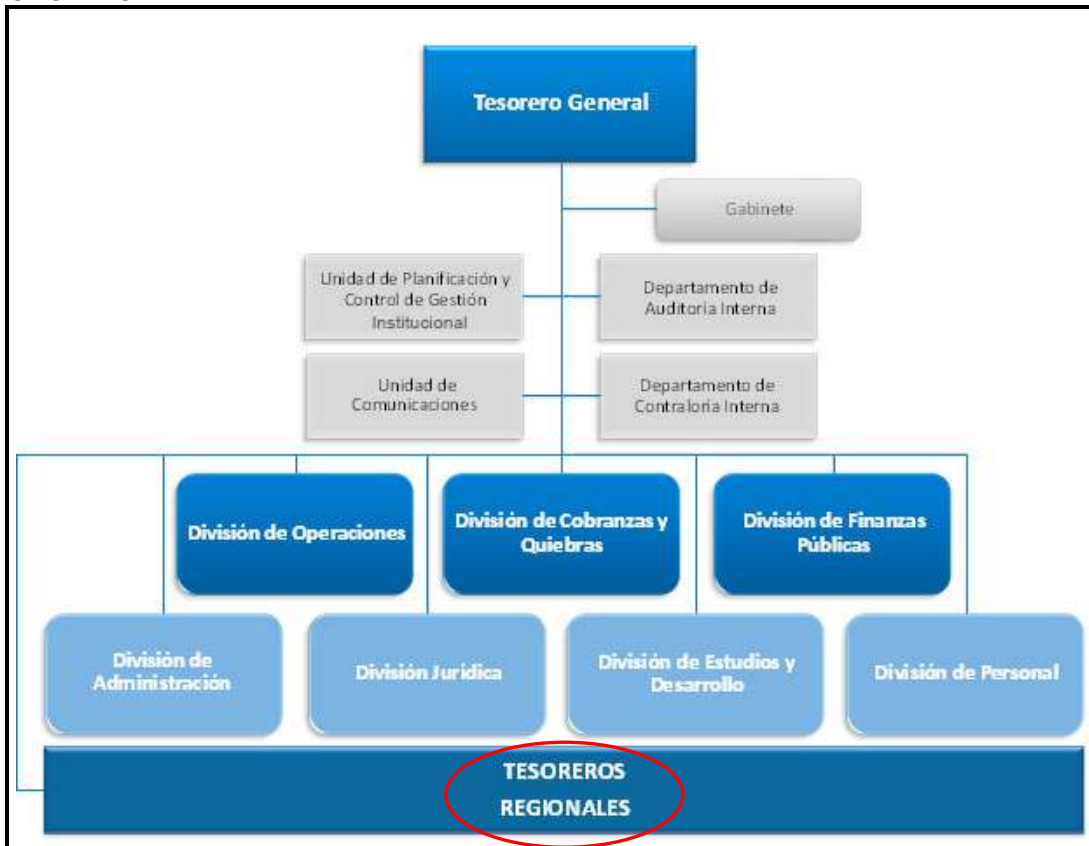 Tesorero General
Gabinete
Unidad de Planificación y
Control de Gestión
Institucional
Departamento de
Auditoría Interna
Unidad de
Comunicaciones
Departamento de
Contraloría Interna
División de Operaciones
División de Cobranzas y
Quiebras
División de Finanzas
Públicas
División de
Administración
División Jurídica
División de Estudios y
Desarrollo
División de Personal
TESOREROS
REGIONALES